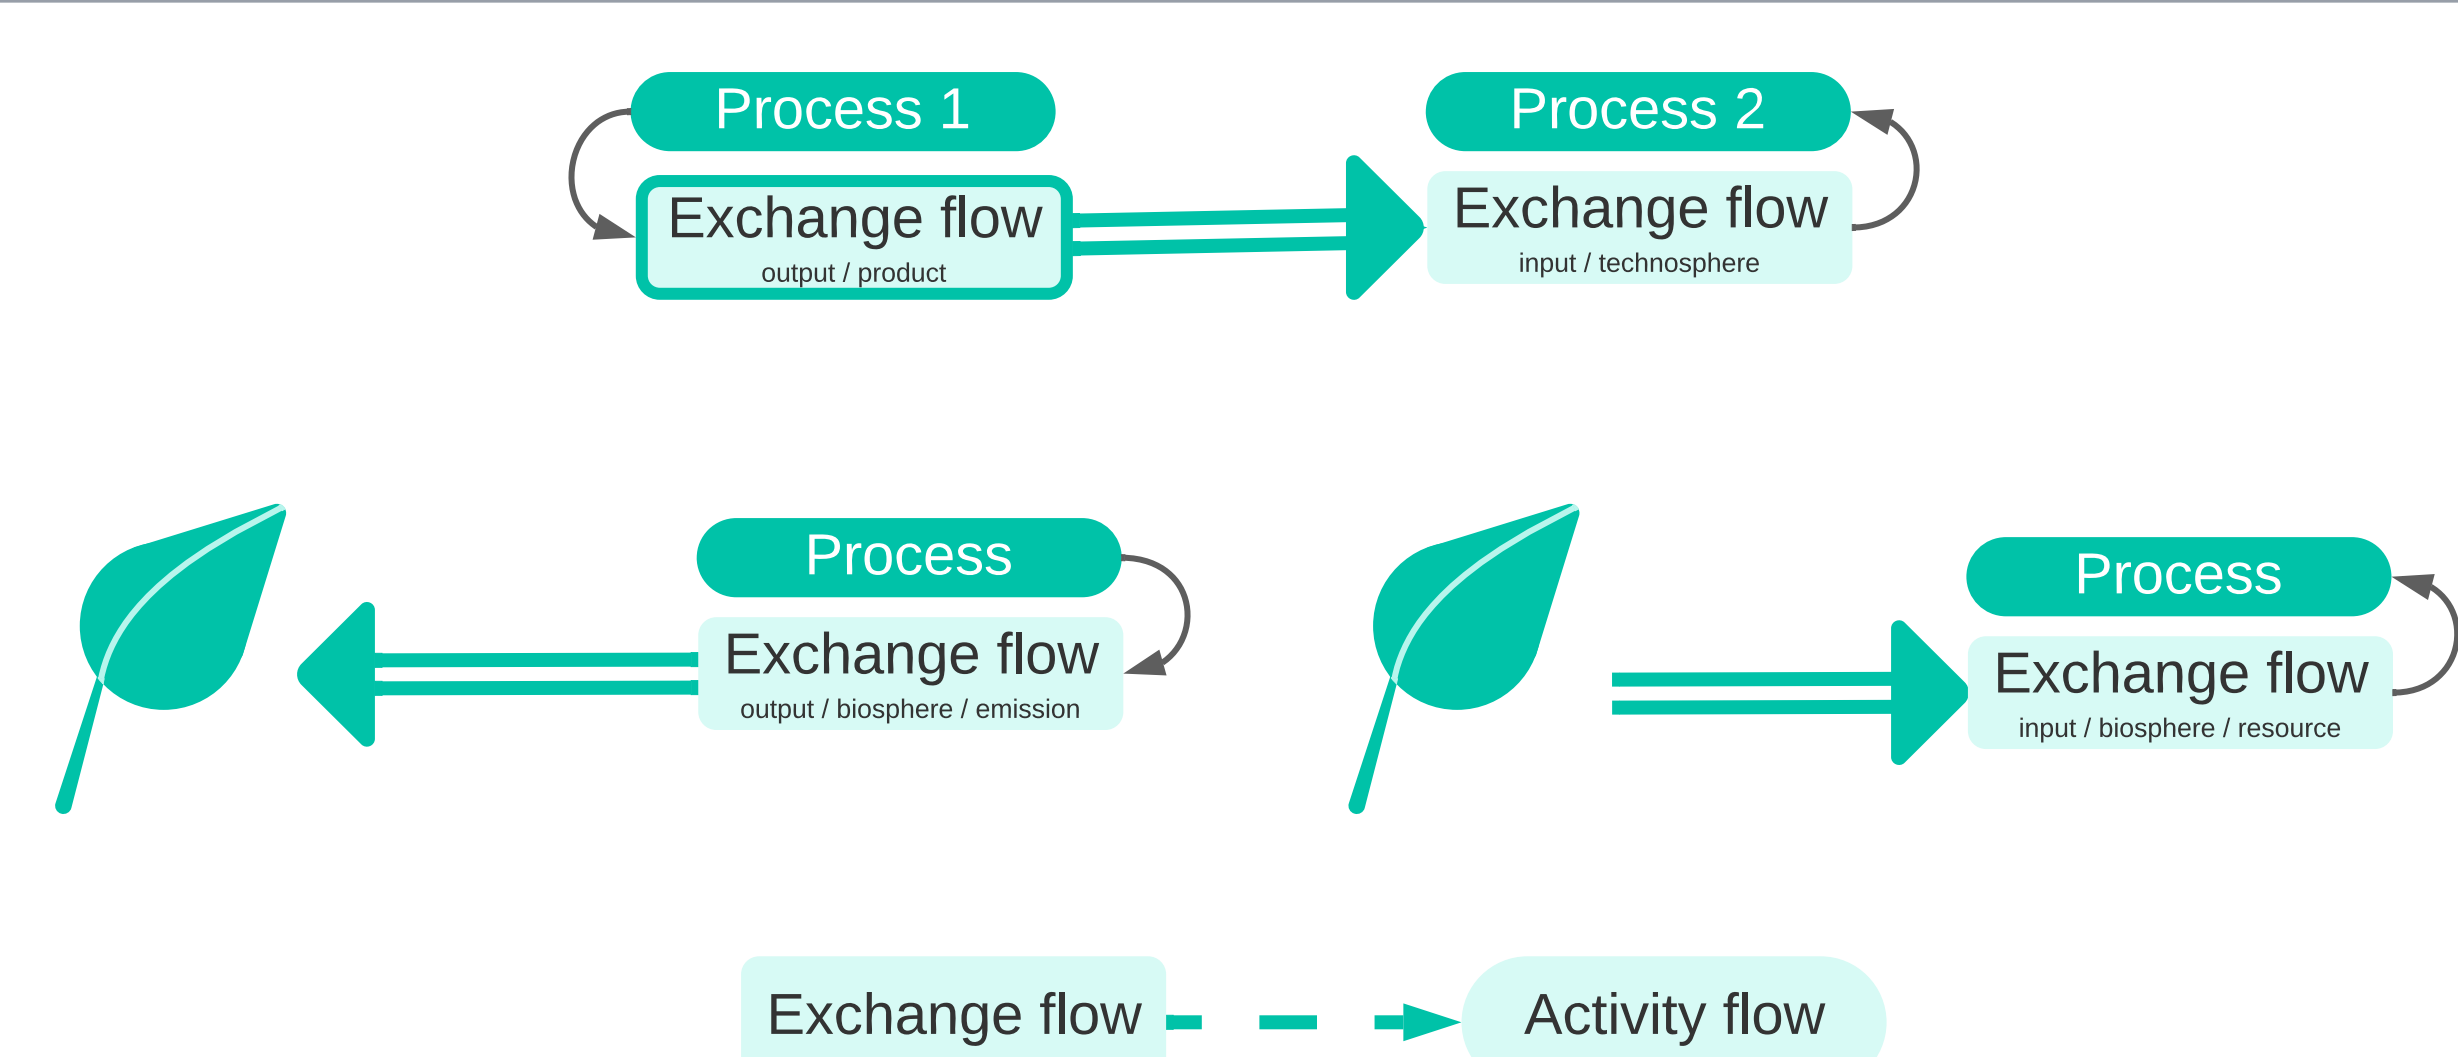 Process 1
Process 2
Exchange flow
output / product
Exchange flow
input / technosphere
Process
Exchange flow
output / biosphere / emission
Process
Exchange flow
input / biosphere / resource
Exchange flow
Activity flow